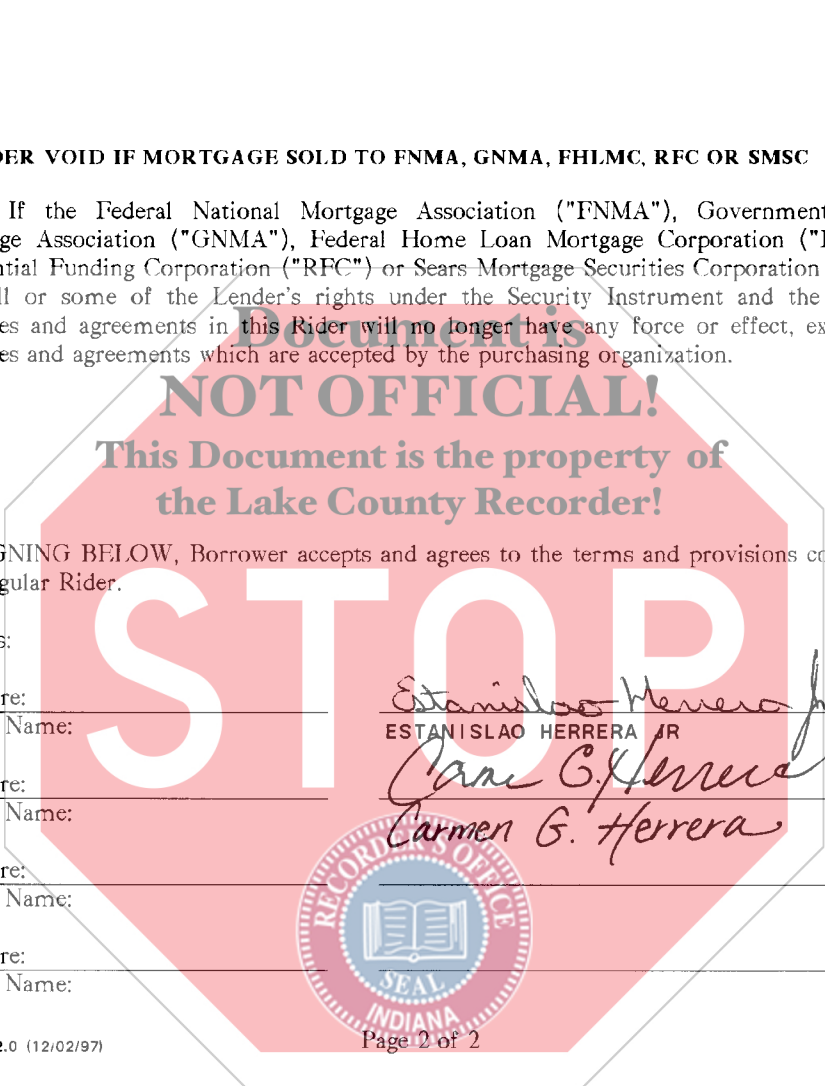 DER VOID IF MORTGAGE SOLD TO FNMA, GNMA, FHLMC, RFC OR SMSC
If the Federal National Mortgage Association ("FNMA"), Government
ge Association ("GNMA"), Federal Home Loan Mortgage Corporation ("
ntial Funding Corporation ("RFC") or Sears Mortgage Securities Corporation
ll or some of the Lender's rights under the Security Instrument and the
es and agreements in this Rider will no longer have any force or effect, ex
es and agreements which are accepted by the purchasing organization.
Document is
NOT OFFICIAL!
This Document is the property of
the Lake County Recorder!
GNING BELOW, Borrower accepts and agrees to the terms and provisions co
gular Rider.
STOP
s:
re:
Estanislao Herrera Jr
Name:
ESTANISLAO HERRERA JR
re:
G. Herrera
Name:
Carmen G. Herrera
re:
Name:
re:
Name:
RECORDER'S OFFICE
SEAL
INDIANA
2.0 (12/02/97)
Page 2 of 2